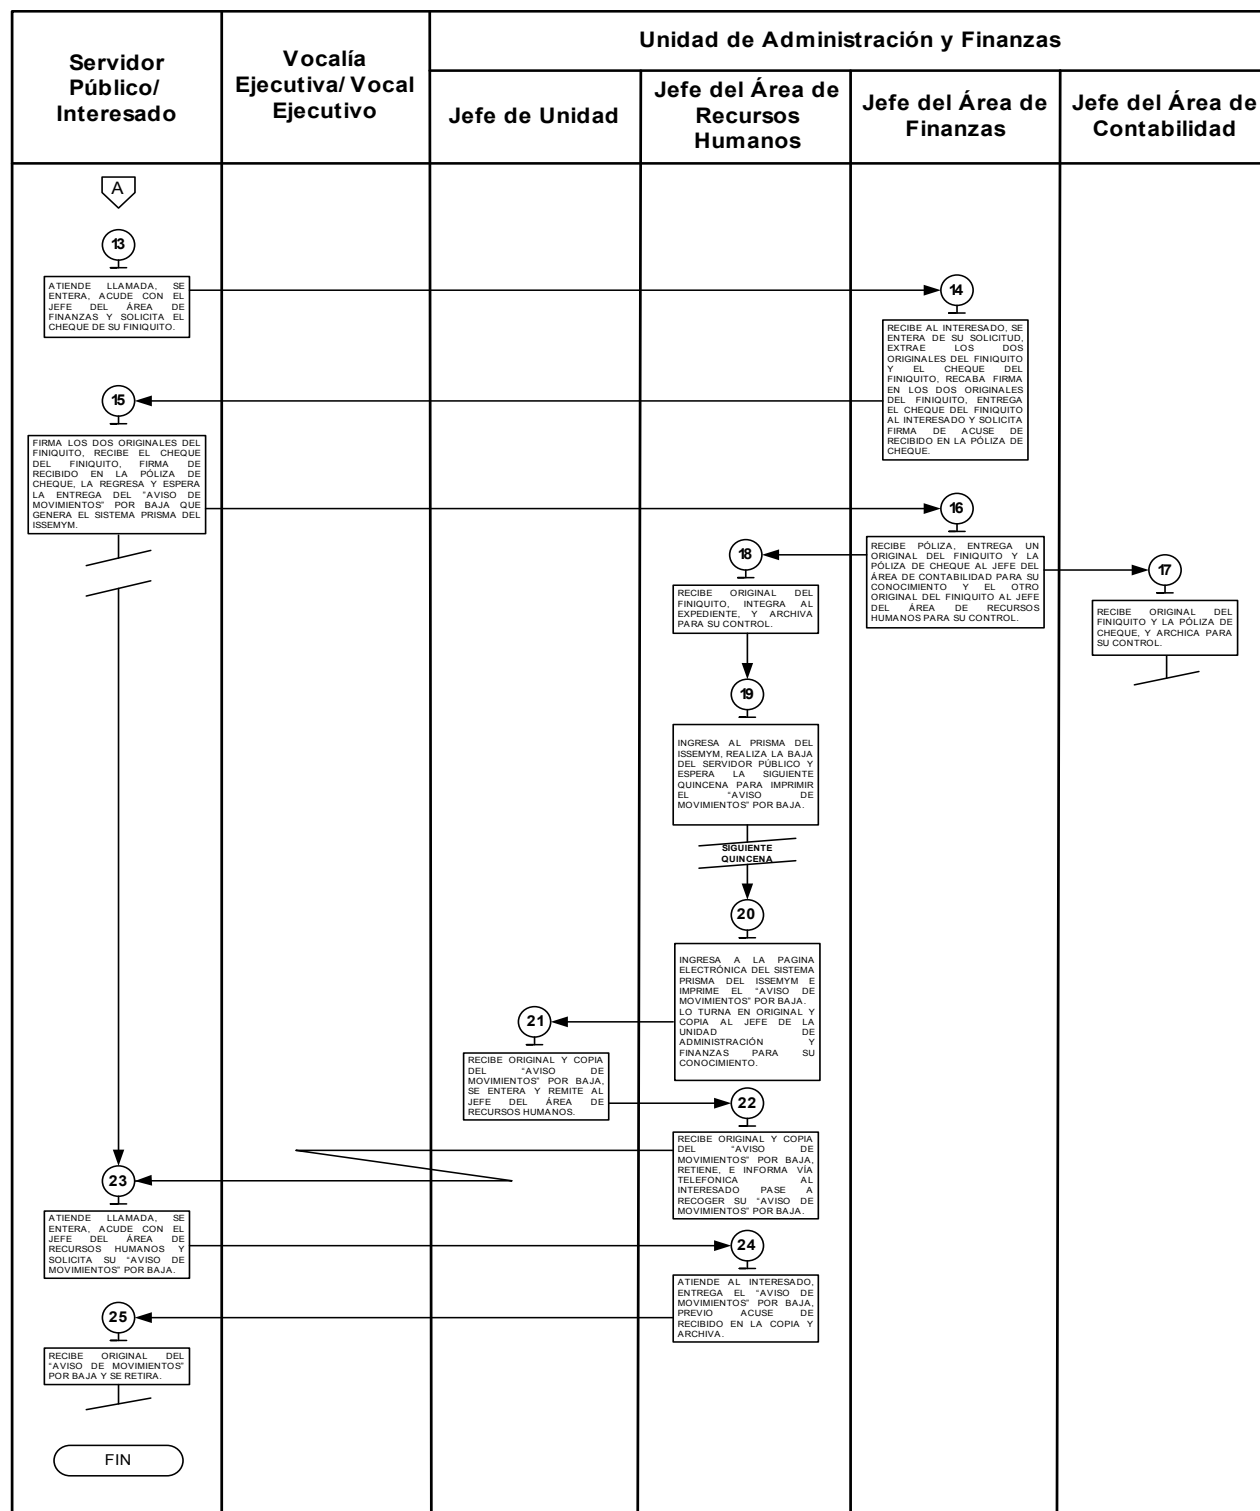 Servidor
Público/
Interesado
Vocalía
Ejecutiva/ Vocal
Ejecutivo
Unidad de Administración y Finanzas
Jefe de Unidad
Jefe del Área de
Recursos
Humanos
Jefe del Área de
Finanzas
Jefe del Área de
Contabilidad
A
13
ATIENDE LLAMADA, SE
ENTERA, ACUDE CON EL
JEFE DEL ÁREA DE
FINANZAS Y SOLICITA EL
CHEQUE DE SU FINIQUITO.
14
RECIBE AL INTERESADO, SE
ENTERA DE SU SOLICITUD,
EXTRAE LOS DOS
ORIGINALES DEL FINIQUITO
Y EL CHEQUE DEL
FINIQUITO, RECABA FIRMA
EN LOS DOS ORIGINALES
DEL FINIQUITO, ENTREGA
EL CHEQUE DEL FINIQUITO
AL INTERESADO Y SOLICITA
FIRMA DE ACUSE DE
RECIBIDO EN LA PÓLIZA DE
CHEQUE.
15
FIRMA LOS DOS ORIGINALES DEL
FINIQUITO, RECIBE EL CHEQUE
DEL FINIQUITO, FIRMA DE
RECIBIDO EN LA PÓLIZA DE
CHEQUE, LA REGRESA Y ESPERA
LA ENTREGA DEL "AVISO DE
MOVIMIENTOS" POR BAJA QUE
GENERA EL SISTEMA PRISMA DEL
ISSEMYM.
16
RECIBE PÓLIZA, ENTREGA UN
ORIGINAL DEL FINIQUITO Y LA
PÓLIZA DE CHEQUE AL JEFE DEL
ÁREA DE CONTABILIDAD PARA SU
CONOCIMIENTO Y EL OTRO
ORIGINAL DEL FINIQUITO AL JEFE
DEL ÁREA DE RECURSOS
HUMANOS PARA SU CONTROL.
17
RECIBE ORIGINAL DEL
FINIQUITO Y LA PÓLIZA DE
CHEQUE, Y ARCHICA PARA
SU CONTROL.
18
RECIBE ORIGINAL DEL
FINIQUITO, INTEGRA AL
EXPEDIENTE, Y ARCHIVA
PARA SU CONTROL.
19
INGRESA AL PRISMA DEL
ISSEMYM, REALIZA LA BAJA
DEL SERVIDOR PÚBLICO Y
ESPERA LA SIGUIENTE
QUINCENA PARA IMPRIMIR
EL "AVISO DE
MOVIMIENTOS" POR BAJA.
SIGUIENTE
QUINCENA
20
INGRESA A LA PAGINA
ELECTRÓNICA DEL SISTEMA
PRISMA DEL ISSEMYM E
IMPRIME EL "AVISO DE
MOVIMIENTOS" POR BAJA.
LO TURNA EN ORIGINAL Y
COPIA AL JEFE DE LA
UNIDAD DE
ADMINISTRACIÓN Y
FINANZAS PARA SU
CONOCIMIENTO.
21
RECIBE ORIGINAL Y COPIA
DEL "AVISO DE
MOVIMIENTOS" POR BAJA,
SE ENTERA Y REMITE AL
JEFE DEL ÁREA DE
RECURSOS HUMANOS.
22
RECIBE ORIGINAL Y COPIA
DEL "AVISO DE
MOVIMIENTOS" POR BAJA,
RETIENE, E INFORMA VÍA
TELEFONICA AL
INTERESADO PASE A
RECOGER SU "AVISO DE
MOVIMIENTOS" POR BAJA.
23
ATIENDE LLAMADA, SE
ENTERA, ACUDE CON EL
JEFE DEL ÁREA DE
RECURSOS HUMANOS Y
SOLICITA SU "AVISO DE
MOVIMIENTOS" POR BAJA.
24
ATIENDE AL INTERESADO,
ENTREGA EL "AVISO DE
MOVIMIENTOS" POR BAJA,
PREVIO ACUSE DE
RECIBIDO EN LA COPIA Y
ARCHIVA.
25
RECIBE ORIGINAL DEL
"AVISO DE MOVIMIENTOS"
POR BAJA Y SE RETIRA.
FIN